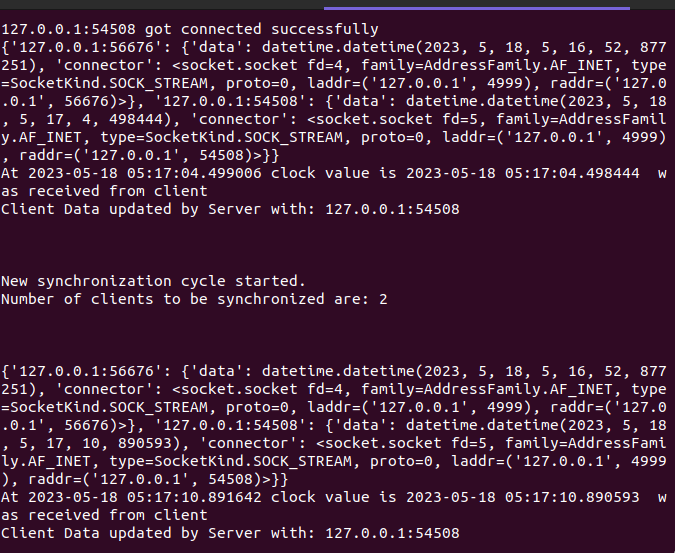 127.0.0.1:54508 got connected successfully
{'127.0.0.1:56676': {'data': datetime.datetime(2023, 5, 18, 5, 16, 52, 877
251), 'connector': <socket.socket fd=4, family=AddressFamily.AF_INET, type
=SocketKind.SOCK_STREAM, proto=0, laddr=('127.0.0.1', 4999), raddr=('127.0
.0.1', 56676)>}, '127.0.0.1:54508': {'data': datetime.datetime(2023, 5, 18
, 5, 17, 4, 498444), 'connector': <socket.socket fd=5, family=AddressFamil
y.AF_INET, type=SocketKind.SOCK_STREAM, proto=0, laddr=('127.0.0.1', 4999)
, raddr=('127.0.0.1', 54508)>}}
At 2023-05-18 05:17:04.499006 clock value is 2023-05-18 05:17:04.498444  w
as received from client
Client Data updated by Server with: 127.0.0.1:54508
New synchronization cycle started.
Number of clients to be synchronized are: 2
{'127.0.0.1:56676': {'data': datetime.datetime(2023, 5, 18, 5, 16, 52, 877
251), 'connector': <socket.socket fd=4, family=AddressFamily.AF_INET, type
=SocketKind.SOCK_STREAM, proto=0, laddr=('127.0.0.1', 4999), raddr=('127.0
.0.1', 56676)>}, '127.0.0.1:54508': {'data': datetime.datetime(2023, 5, 18
, 5, 17, 10, 890593), 'connector': <socket.socket fd=5, family=AddressFami
ly.AF_INET, type=SocketKind.SOCK_STREAM, proto=0, laddr=('127.0.0.1', 4999
), raddr=('127.0.0.1', 54508)>}}
At 2023-05-18 05:17:10.891642 clock value is 2023-05-18 05:17:10.890593  w
as received from client
Client Data updated by Server with: 127.0.0.1:54508